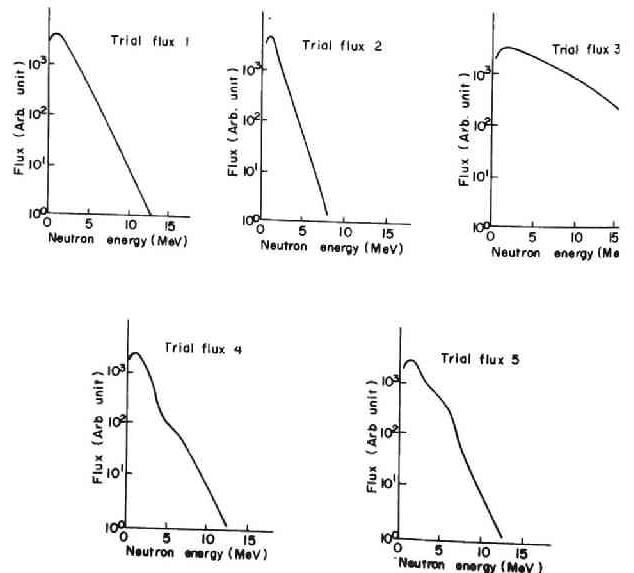 Trial flux 1
Flux (Arb. unit)
10³
10²
10¹
10⁰
0 5 10 15
Neutron energy (MeV)
Trial flux 2
Flux (Arb. unit)
10³
10²
10¹
10⁰
0 5 10 15
Neutron energy (MeV)
Trial flux 3
Flux (Arb. unit)
10³
10²
10¹
10⁰
0 5 10 15
Neutron energy (Me
Trial flux 4
Flux (Arb unit)
10³
10²
10¹
10⁰
0 5 10 15
Neutron energy (MeV)
Trial flux 5
Flux (Arb unit)
10³
10²
10¹
10⁰
0 5 10 15
Neutron energy (MeV)